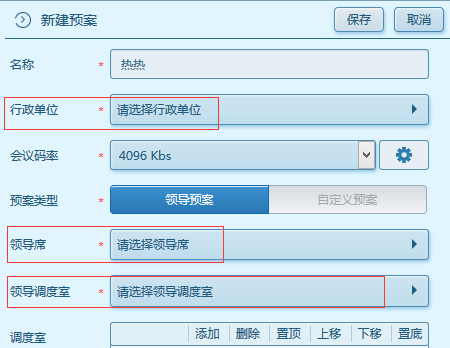 新建预案 保存 取消
名称 * 热热
行政单位 * 请选择行政单位
会议码率 * 4096 Kbs
预案类型 * 领导预案 自定义预案
领导席 * 请选择领导席
领导调度室 * 请选择领导调度室
调度室 添加 删除 置顶 上移 下移 置底